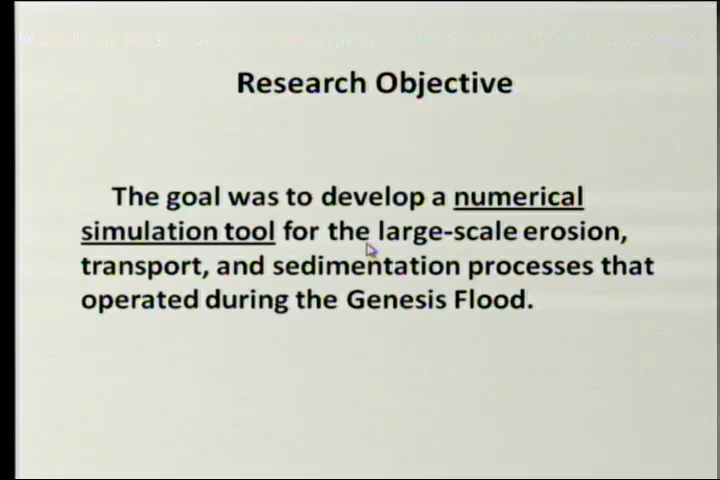 Research Objective
The goal was to develop a numerical
simulation tool for the large-scale erosion,
transport, and sedimentation processes that
operated during the Genesis Flood.